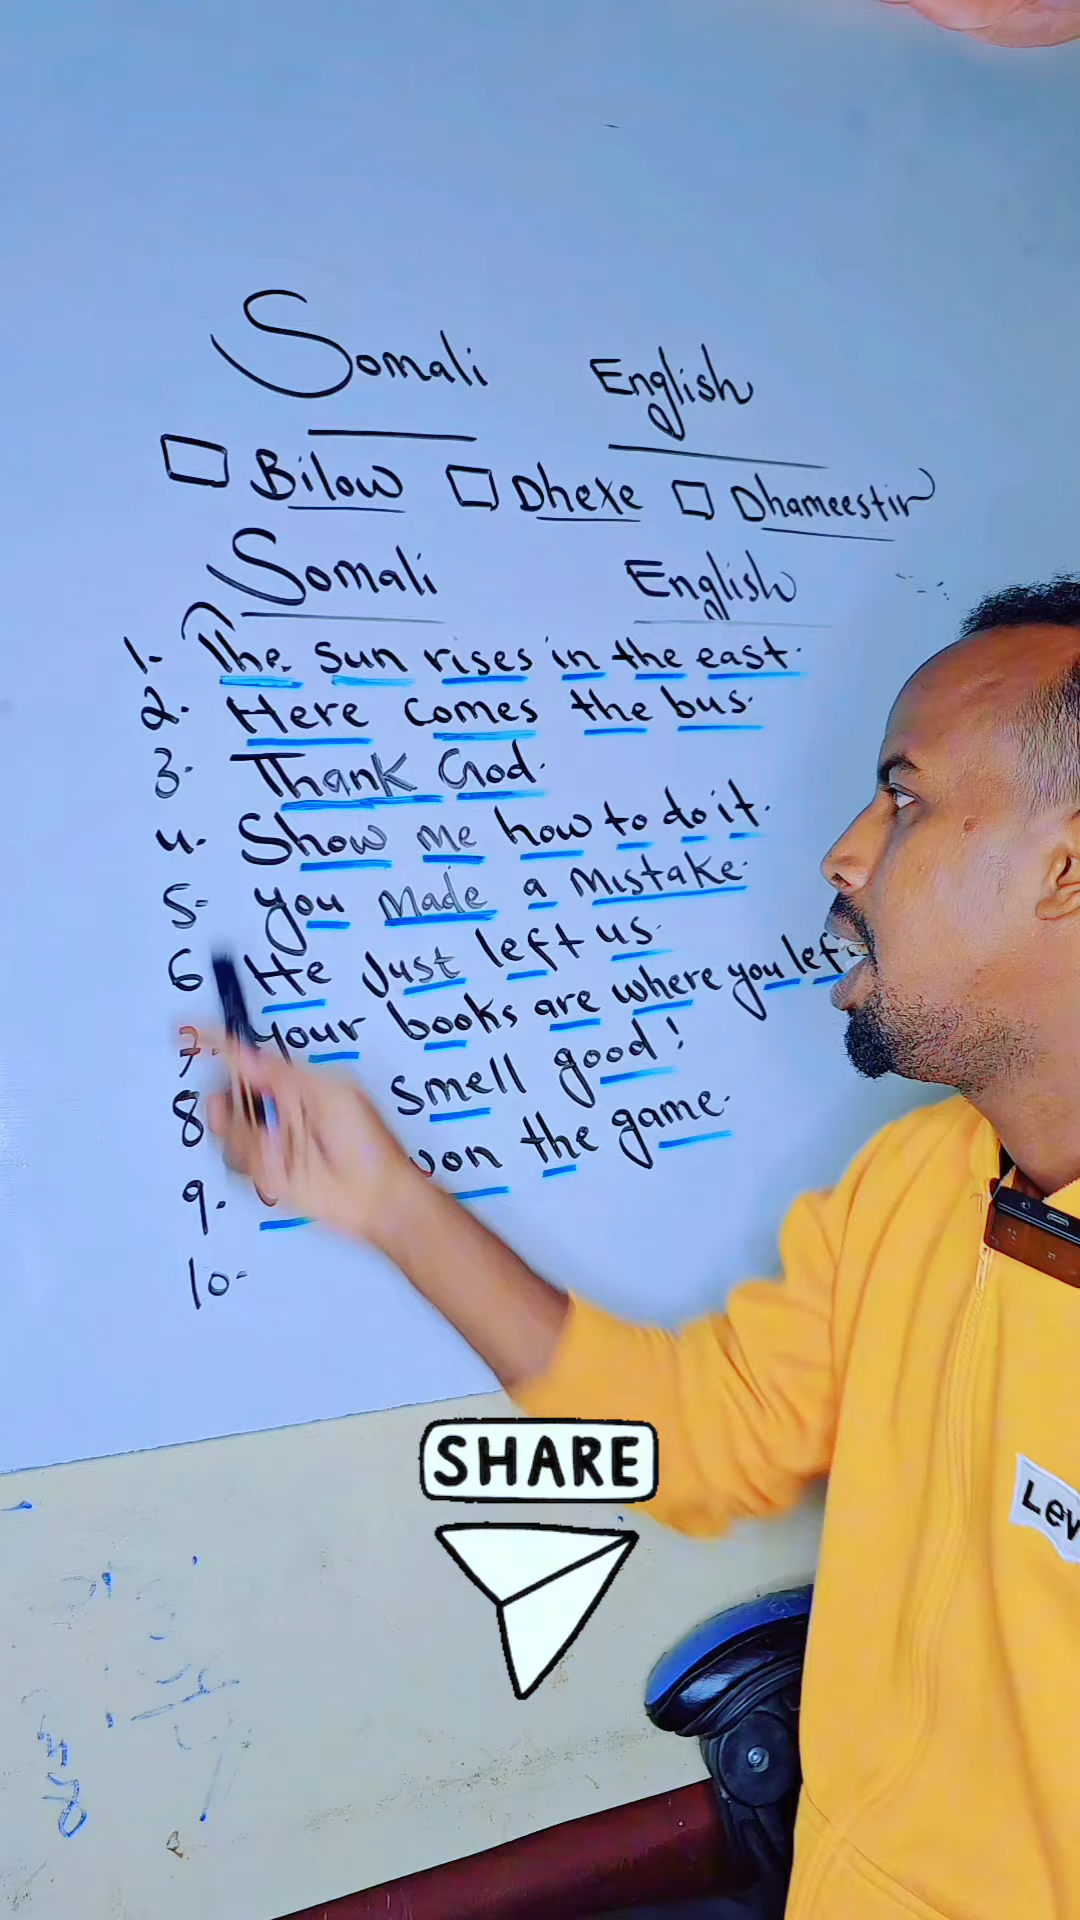 Somali English
Bilow Dhexe Dhameestir
Somali English
1- The sun rises in the east.
2. Here comes the bus.
3. Thank God.
4. Show me how to do it.
5- you made a mistake.
6 He Just left us.
7. your books are where you lef
8 smell good!
9. won the game.
10-
SHARE
Lev